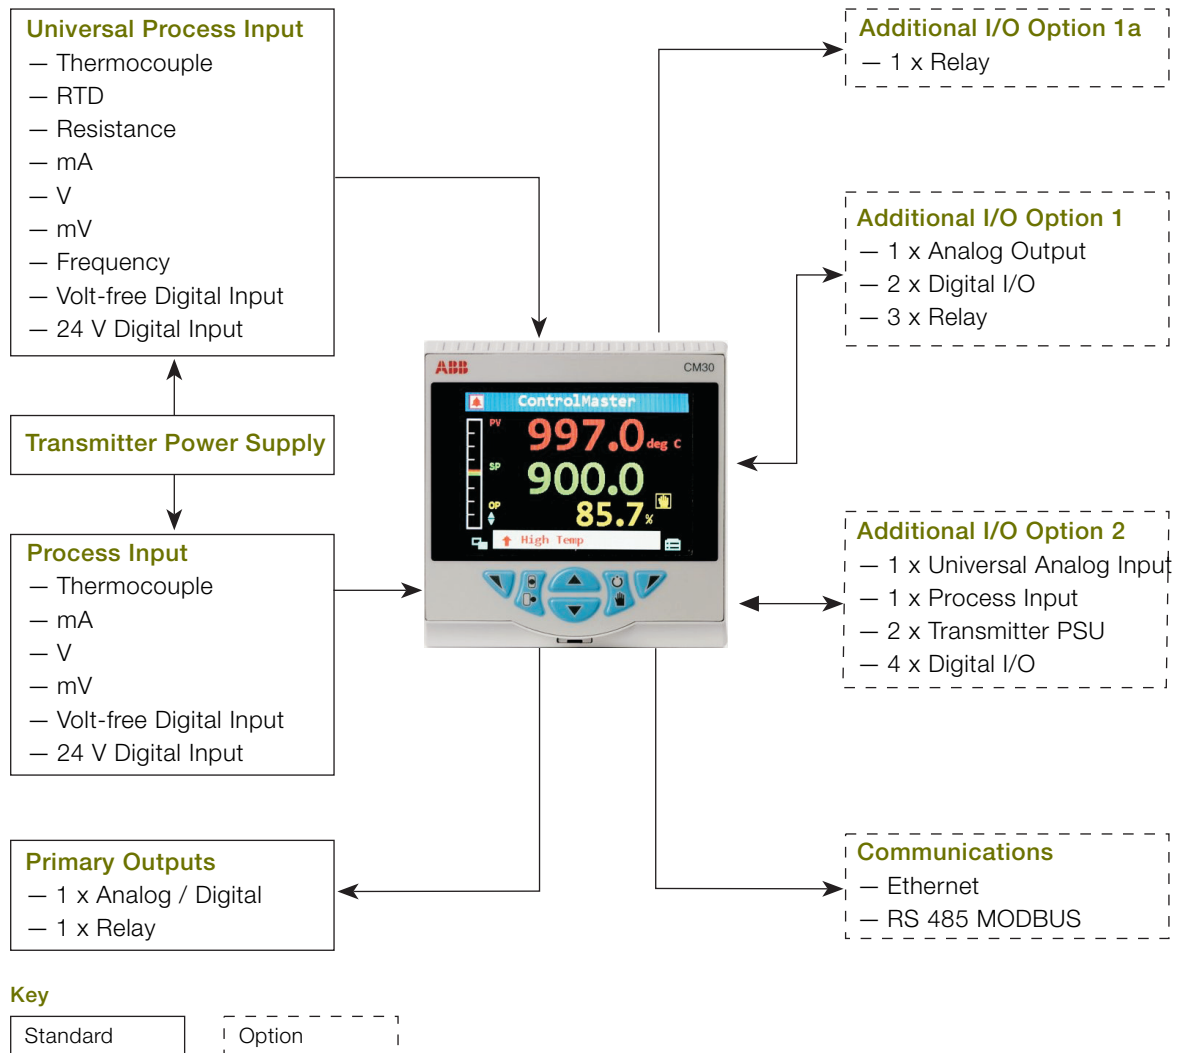 Universal Process Input
— Thermocouple
— RTD
— Resistance
— mA
— V
— mV
— Frequency
— Volt-free Digital Input
— 24 V Digital Input
Transmitter Power Supply
Process Input
— Thermocouple
— mA
— V
— mV
— Volt-free Digital Input
— 24 V Digital Input
Primary Outputs
— 1 x Analog / Digital
— 1 x Relay
ABB
CM30
ControlMaster
PV
997.0 deg C
SP
900.0
OP
85.7 %
High Temp
Additional I/O Option 1a
— 1 x Relay
Additional I/O Option 1
— 1 x Analog Output
— 2 x Digital I/O
— 3 x Relay
Additional I/O Option 2
— 1 x Universal Analog Input
— 1 x Process Input
— 2 x Transmitter PSU
— 4 x Digital I/O
Communications
— Ethernet
— RS 485 MODBUS
Key
Standard
Option